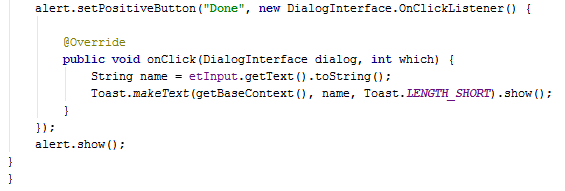 alert.setPositiveButton("Done", new DialogInterface.OnClickListener() {
@Override
public void onClick(DialogInterface dialog, int which) {
String name = etInput.getText().toString();
Toast.makeText(getBaseContext(), name, Toast.LENGTH_SHORT).show();
}
});
alert.show();
}
}